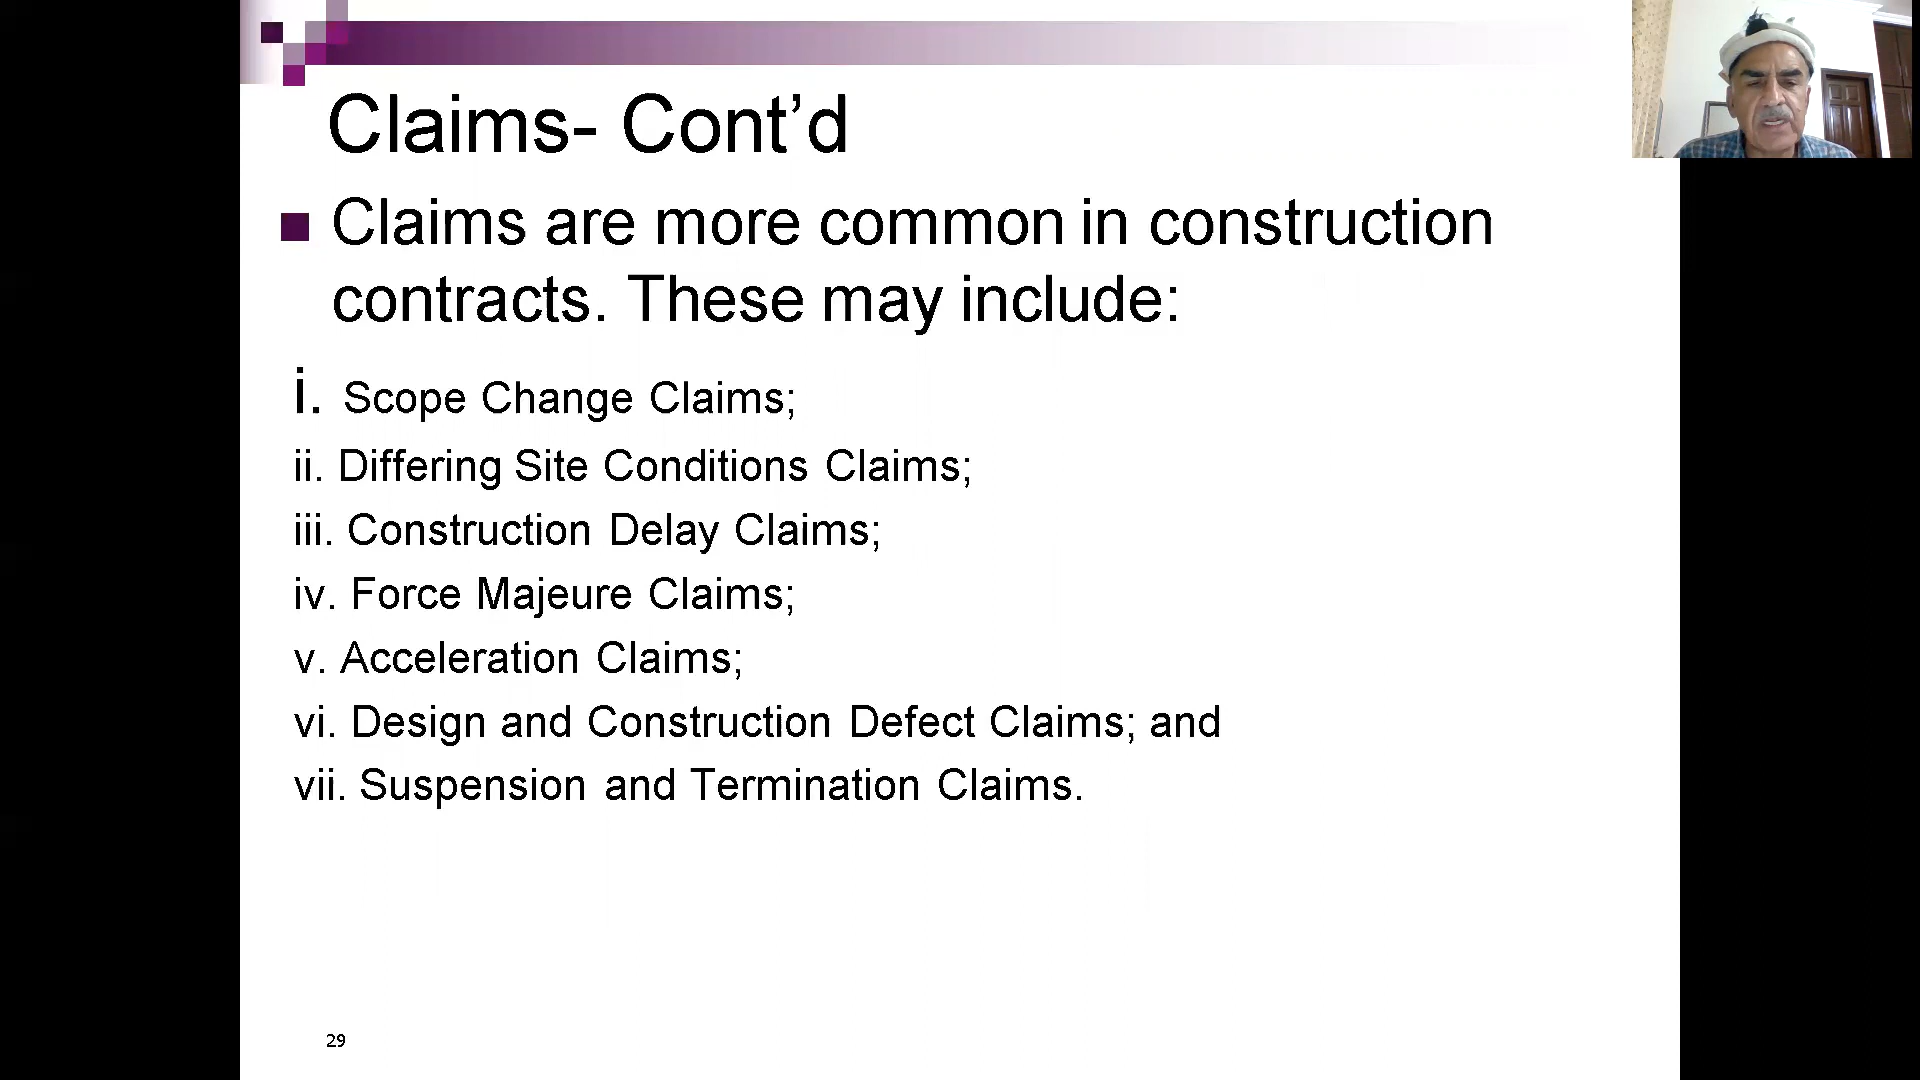 Claims- Cont’d
Claims are more common in construction
contracts. These may include:
i. Scope Change Claims;
ii. Differing Site Conditions Claims;
iii. Construction Delay Claims;
iv. Force Majeure Claims;
v. Acceleration Claims;
vi. Design and Construction Defect Claims; and
vii. Suspension and Termination Claims.
29